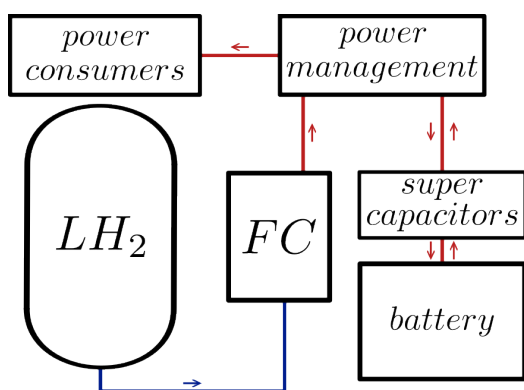 power
consumers
power
management
LH₂
FC
super
capacitors
battery